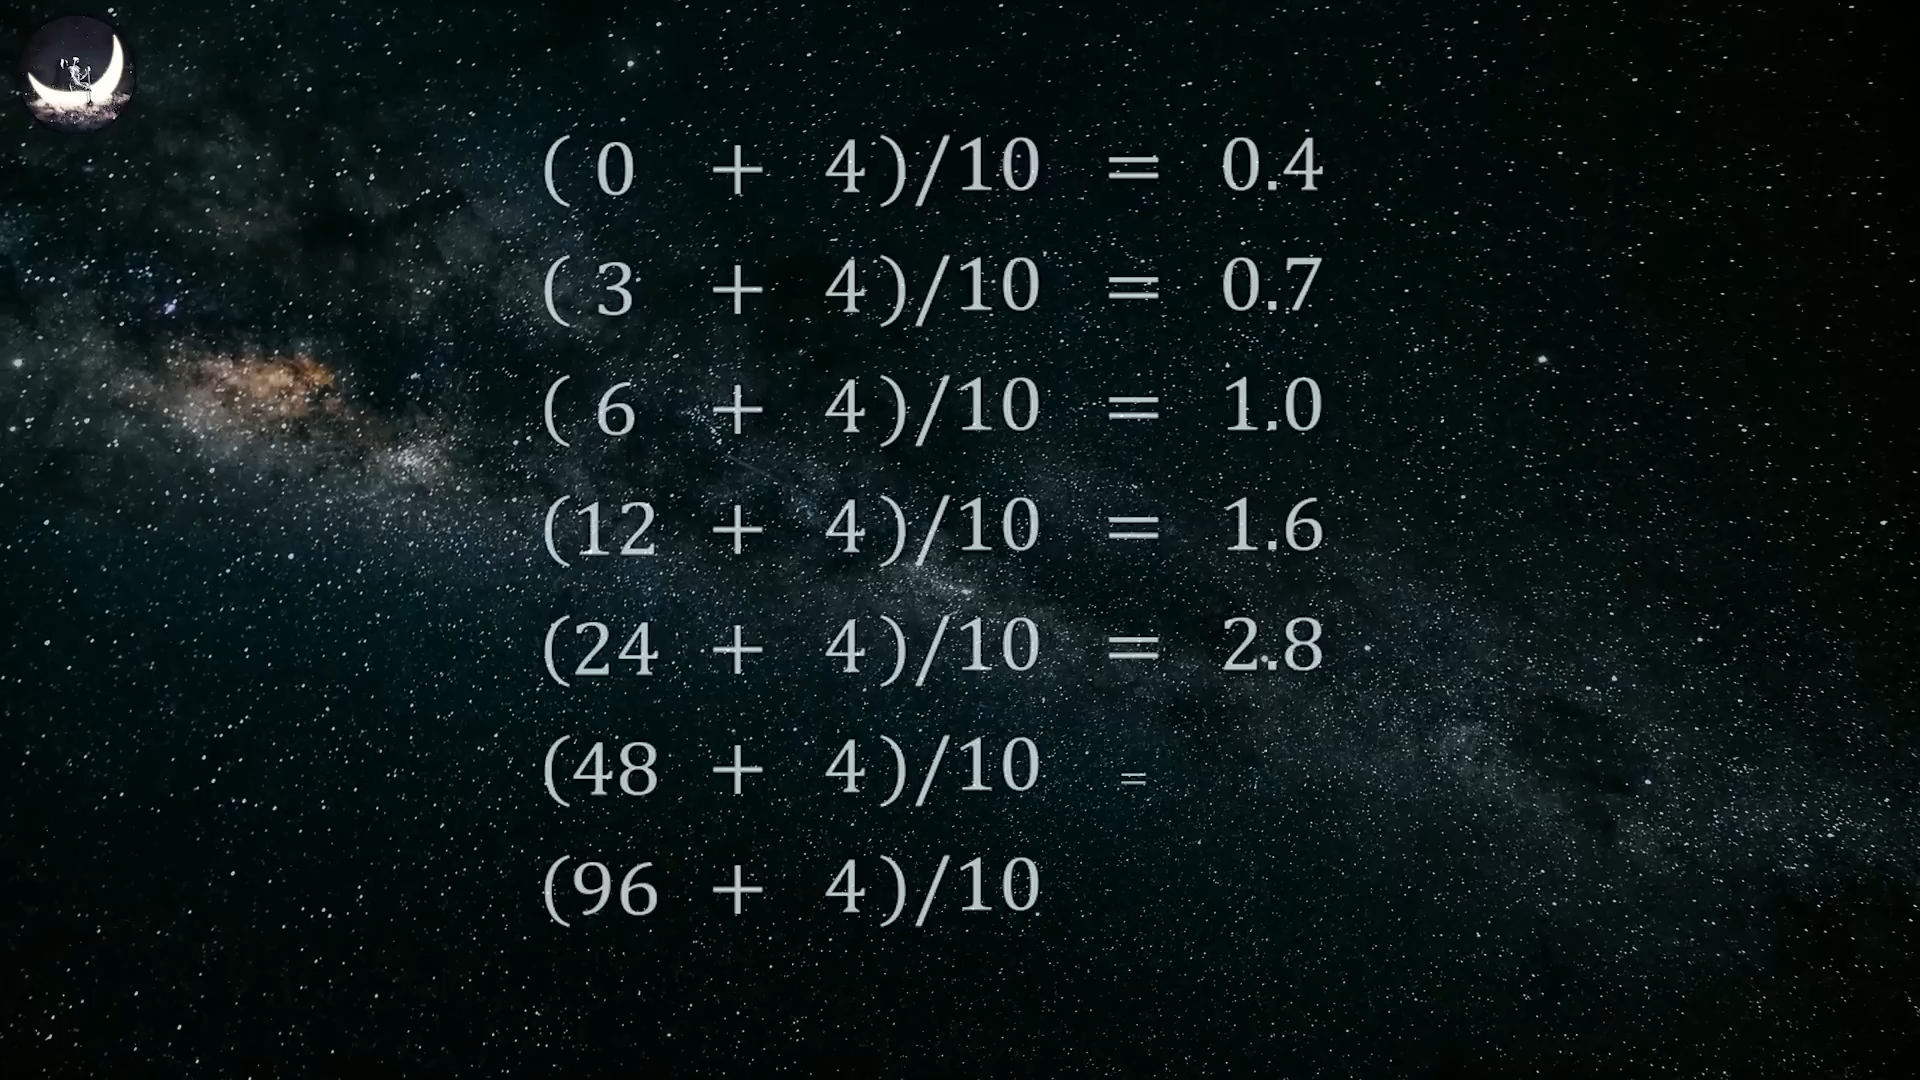 ( 0 + 4)/10 = 0.4
( 3 + 4)/10 = 0.7
( 6 + 4)/10 = 1.0
(12 + 4)/10 = 1.6
(24 + 4)/10 = 2.8
(48 + 4)/10 =
(96 + 4)/10